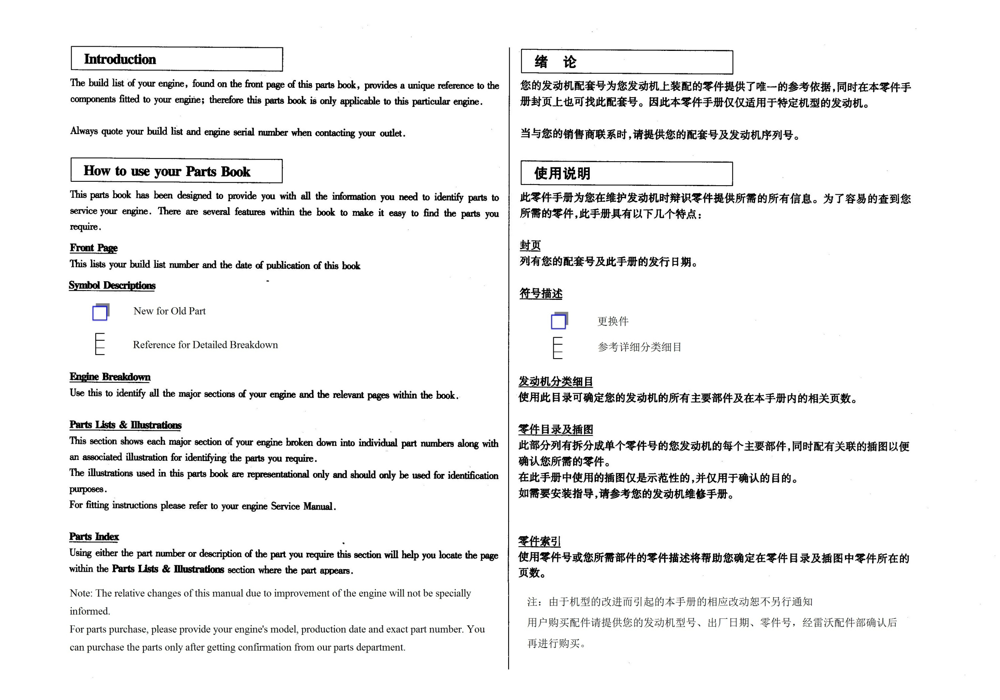 Introduction
The build list of your engine, found on the front page of this parts book, provides a unique reference to the
components fitted to your engine; therefore this parts book is only applicable to this particular engine.
Always quote your build list and engine serial number when contacting your outlet.
How to use your Parts Book
This parts book has been designed to provide you with all the information you need to identify parts to
service your engine. There are several features within the book to make it easy to find the parts you
require.
Front Page
This lists your build list number and the date of publication of this book
Symbol Descriptions
New for Old Part
Reference for Detailed Breakdown
Engine Breakdown
Use this to identify all the major sections of your engine and the relevant pages within the book.
Parts Lists & Illustrations
This section shows each major section of your engine broken down into individual part numbers along with
an associated illustration for identifying the parts you require.
The illustrations used in this parts book are representational only and should only be used for identification
purposes.
For fitting instructions please refer to your engine Service Manual.
Parts Index
Using either the part number or description of the part you require this section will help you locate the page
within the Parts Lists & Illustrations section where the part appears.
Note: The relative changes of this manual due to improvement of the engine will not be specially
informed.
For parts purchase, please provide your engine's model, production date and exact part number. You
can purchase the parts only after getting confirmation from our parts department.
绪 论
您的发动机配套号为您发动机上装配的零件提供了唯一的参考依据,同时在本零件手
册封页上也可找此配套号。因此本零件手册仅仅适用于特定机型的发动机。
当与您的销售商联系时,请提供您的配套号及发动机序列号。
使用说明
此零件手册为您在维护发动机时辩识零件提供所需的所有信息。为了容易的查到您
所需的零件,此手册具有以下几个特点:
封页
列有您的配套号及此手册的发行日期。
符号描述
更换件
参考详细分类细目
发动机分类细目
使用此目录可确定您的发动机的所有主要部件及在本手册内的相关页数。
零件目录及插图
此部分列有拆分成单个零件号的您发动机的每个主要部件,同时配有关联的插图以便
确认您所需的零件。
在此手册中使用的插图仅是示范性的,并仅用于确认的目的。
如需要安装指导,请参考您的发动机维修手册。
零件索引
使用零件号或您所需部件的零件描述将帮助您确定在零件目录及插图中零件所在的
页数。
注：由于机型的改进而引起的本手册的相应改动恕不另行通知
用户购买配件请提供您的发动机型号、出厂日期、零件号，经雷沃配件部确认后
再进行购买。